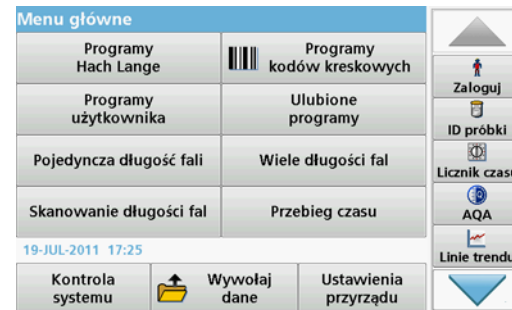 Menu główne
Programy
Hach Lange
Programy
kodów kreskowych
Programy
użytkownika
Ulubione
programy
Pojedyncza długość fali
Wiele długości fal
Skanowanie długości fal
Przebieg czasu
19-JUL-2011 17:25
Kontrola
systemu
Wywołaj
dane
Ustawienia
przyrządu
Zaloguj
ID próbki
Licznik czasu
AQA
Linie trendu